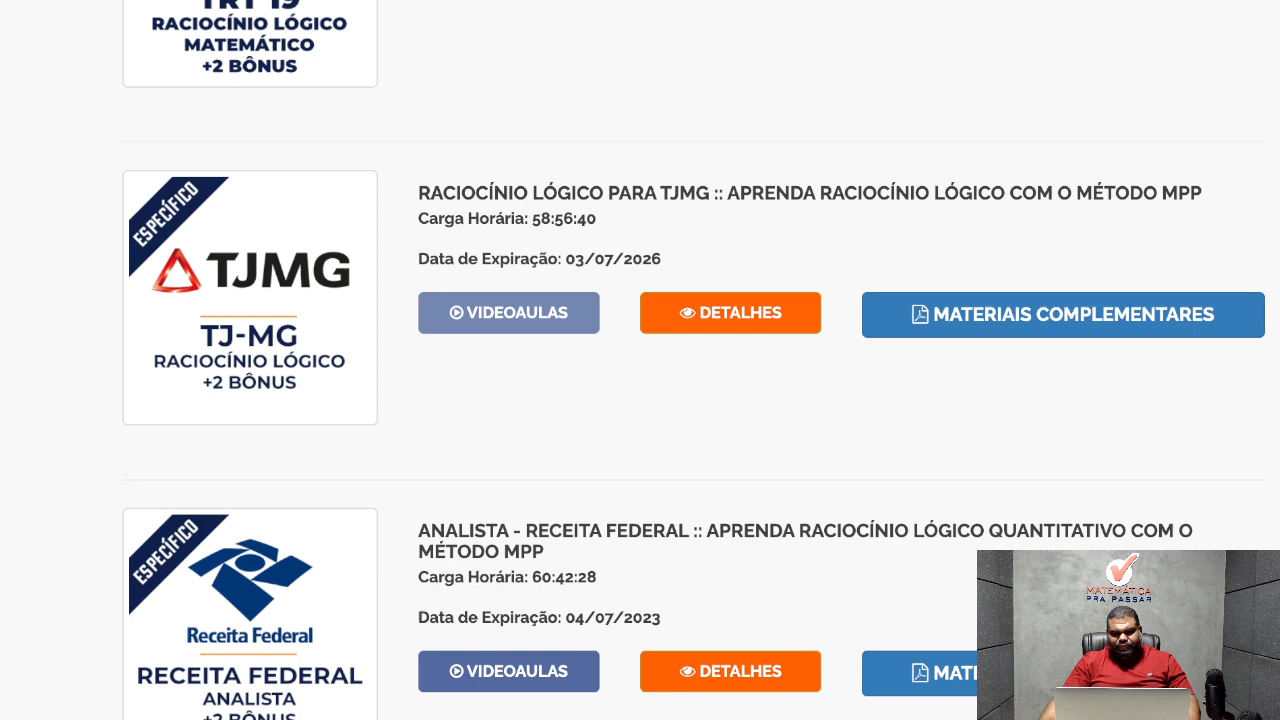 TRT 19
RACIOCÍNIO LÓGICO
MATEMÁTICO
+2 BÔNUS
ESPECÍFICO
TJMG
TJ-MG
RACIOCÍNIO LÓGICO
+2 BÔNUS
RACIOCÍNIO LÓGICO PARA TJMG :: APRENDA RACIOCÍNIO LÓGICO COM O MÉTODO MPP
Carga Horária: 58:56:40
Data de Expiração: 03/07/2026
VIDEOAULAS
DETALHES
MATERIAIS COMPLEMENTARES
ESPECÍFICO
Receita Federal
RECEITA FEDERAL
ANALISTA
+2 BÔNUS
ANALISTA - RECEITA FEDERAL :: APRENDA RACIOCÍNIO LÓGICO QUANTITATIVO COM O
MÉTODO MPP
Carga Horária: 60:42:28
Data de Expiração: 04/07/2023
VIDEOAULAS
DETALHES
MATE
MATEMÁTICA
PRA PASSAR